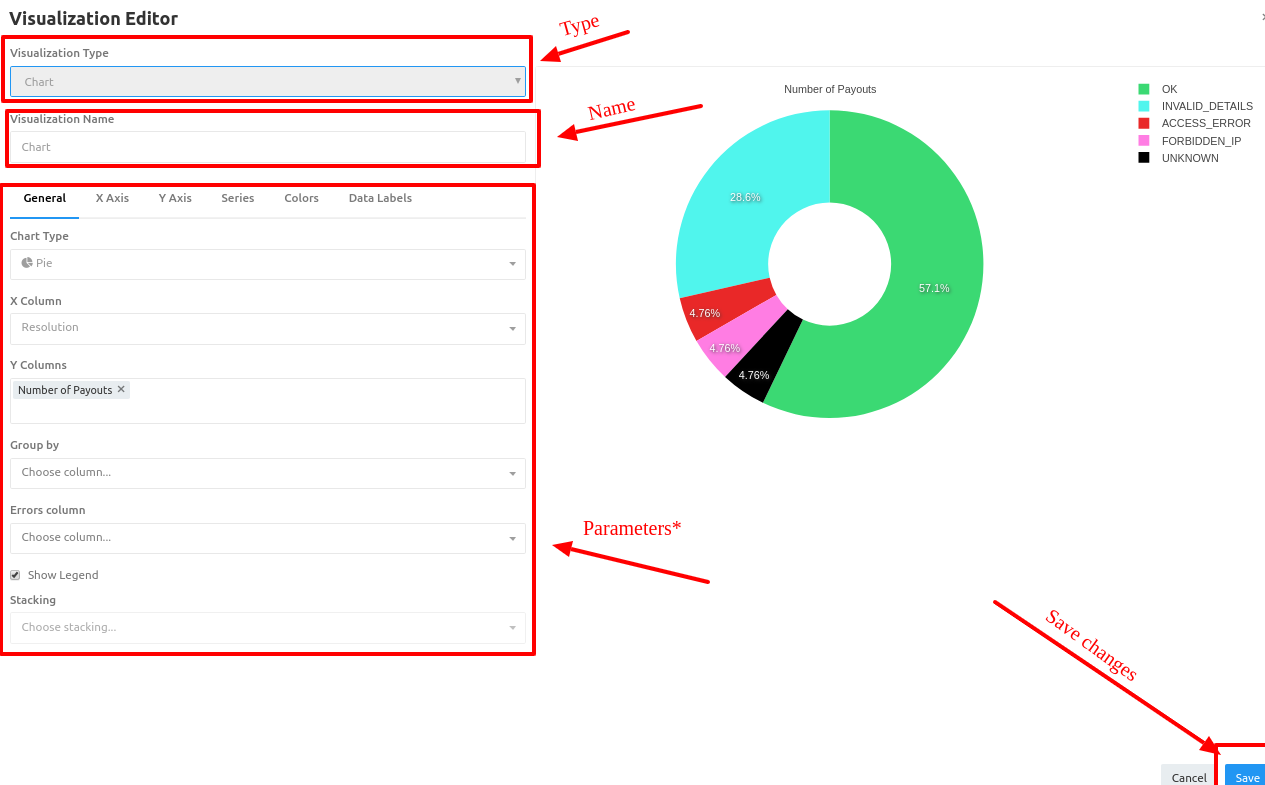 Visualization Editor
Type
Visualization Type
Chart
Name
Visualization Name
Chart
General X Axis Y Axis Series Colors Data Labels
Chart Type
Pie
X Column
Resolution
Y Columns
Number of Payouts ×
Group by
Choose column...
Errors column
Choose column...
Show Legend
Stacking
Choose stacking...
Parameters*
Number of Payouts
28.6%
57.1%
4.76%
4.76%
4.76%
OK
INVALID_DETAILS
ACCESS_ERROR
FORBIDDEN_IP
UNKNOWN
Save changes
Cancel Save